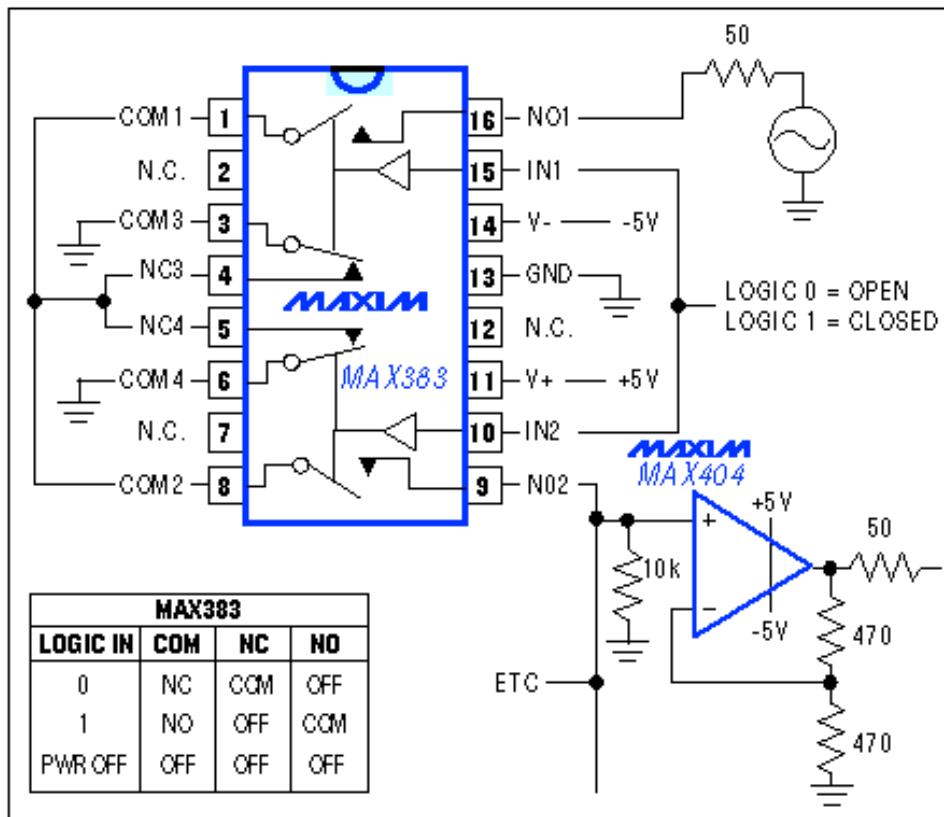 50
COM1 1 16 NO1
N.C. 2 15 IN1
COM3 3 14 V- -5V
NC3 4 13 GND
MAXIM
LOGIC 0 = OPEN
LOGIC 1 = CLOSED
NC4 5 12 N.C.
COM4 6 MAX383 11 V+ +5V
N.C. 7 10 IN2
COM2 8 9 N02
MAXIM
MAX404
+5V
50
+
10k
−
-5V
470
ETC
470
MAX383
LOGIC IN COM NC NO
0 NC COM OFF
1 NO OFF COM
PWR OFF OFF OFF OFF